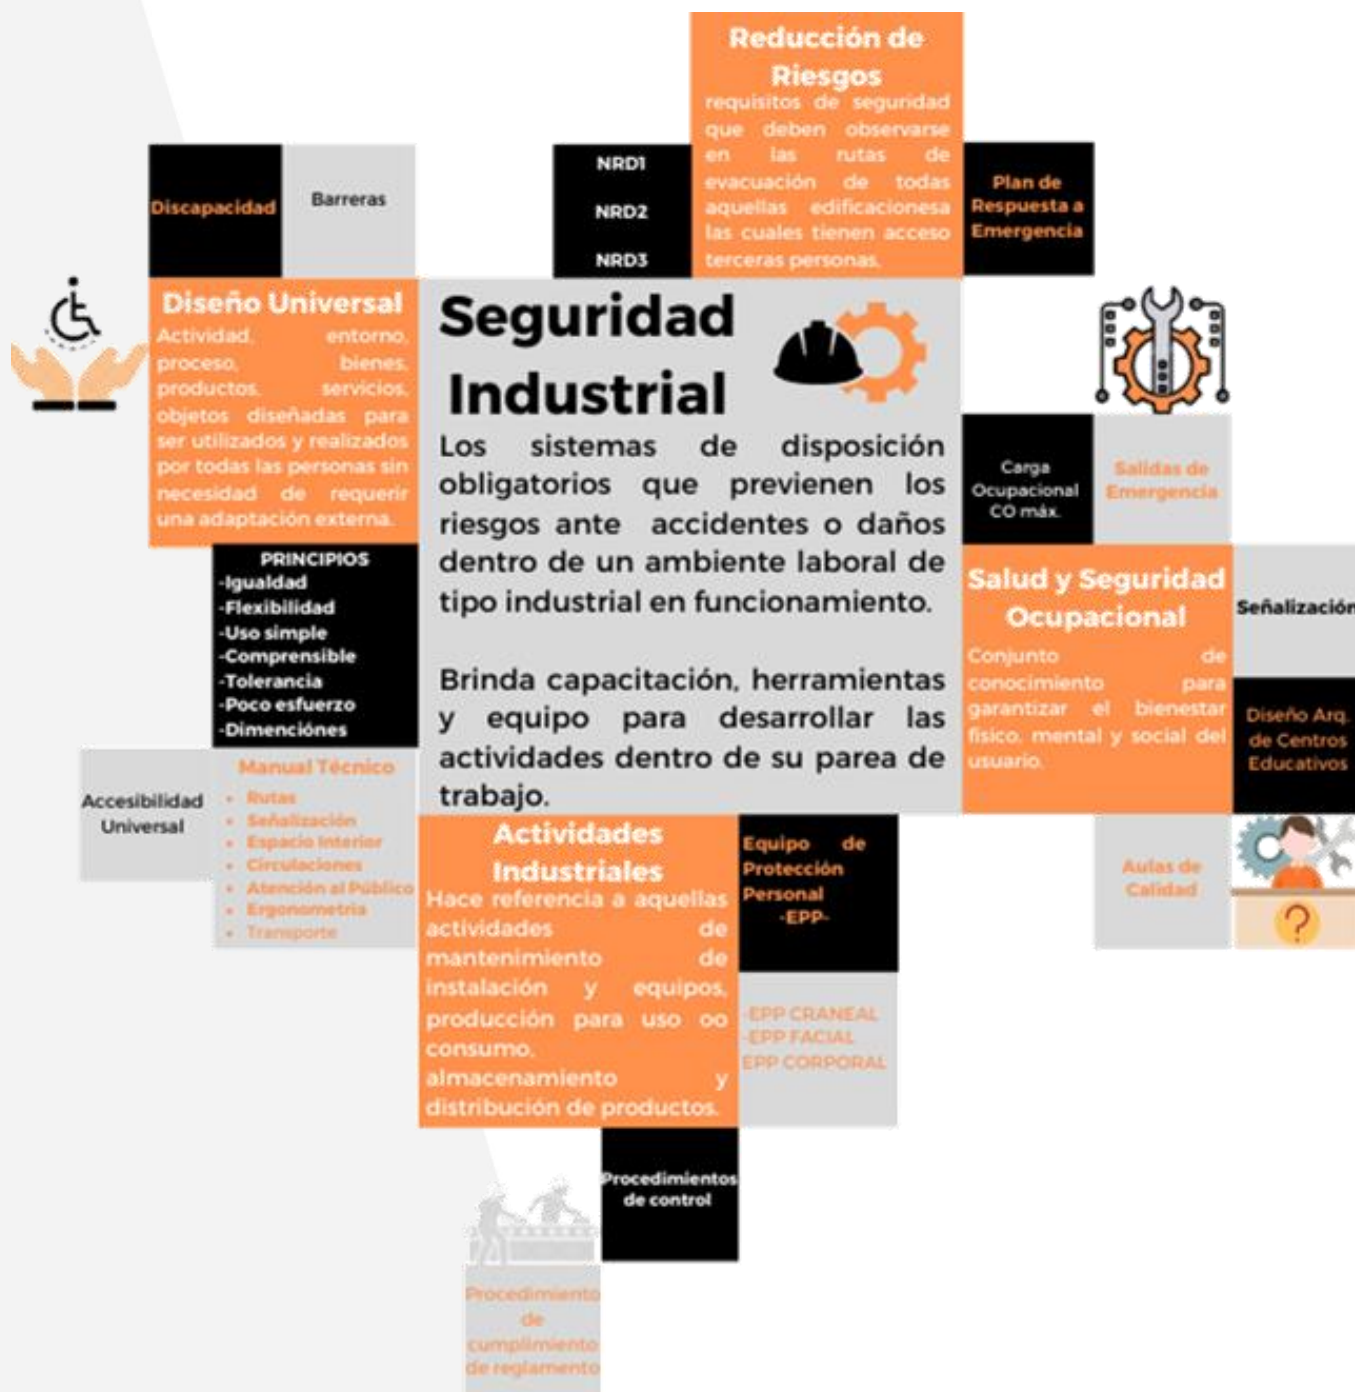 Reducción de
Riesgos
requisitos de seguridad
que deben observarse
en las rutas de
evacuación de todas
aquellas edificacionesa
las cuales tienen acceso
terceras personas.
NRD1
NRD2
NRD3
Plan de
Respuesta a
Emergencia
Discapacidad
Barreras
Diseño Universal
Actividad, entorno,
proceso, bienes,
productos, servicios,
objetos diseñadas para
ser utilizados y realizados
por todas las personas sin
necesidad de requerir
una adaptación externa.
PRINCIPIOS
-Igualdad
-Flexibilidad
-Uso simple
-Comprensible
-Tolerancia
-Poco esfuerzo
-Dimenciónes
Accesibilidad
Universal
Manual Técnico
• Rutas
• Señalización
• Espacio Interior
• Circulaciones
• Atención al Público
• Ergonometria
• Transporte
Seguridad
Industrial
Los sistemas de disposición
obligatorios que previenen los
riesgos ante accidentes o daños
dentro de un ambiente laboral de
tipo industrial en funcionamiento.
Brinda capacitación, herramientas
y equipo para desarrollar las
actividades dentro de su parea de
trabajo.
Carga
Ocupacional
CO máx.
Salidas de
Emergencia
Salud y Seguridad
Ocupacional
Conjunto de
conocimiento para
garantizar el bienestar
físico, mental y social del
usuario.
Señalización
Diseño Arq.
de Centros
Educativos
Aulas de
Calidad
?
Actividades
Industriales
Hace referencia a aquellas
actividades de
mantenimiento de
instalación y equipos,
producción para uso oo
consumo,
almacenamiento y
distribución de productos.
Equipo de
Protección
Personal
-EPP-
-EPP CRANEAL
-EPP FACIAL
EPP CORPORAL
Procedimientos
de control
Procedimiento
de
cumplimiento
de reglamento